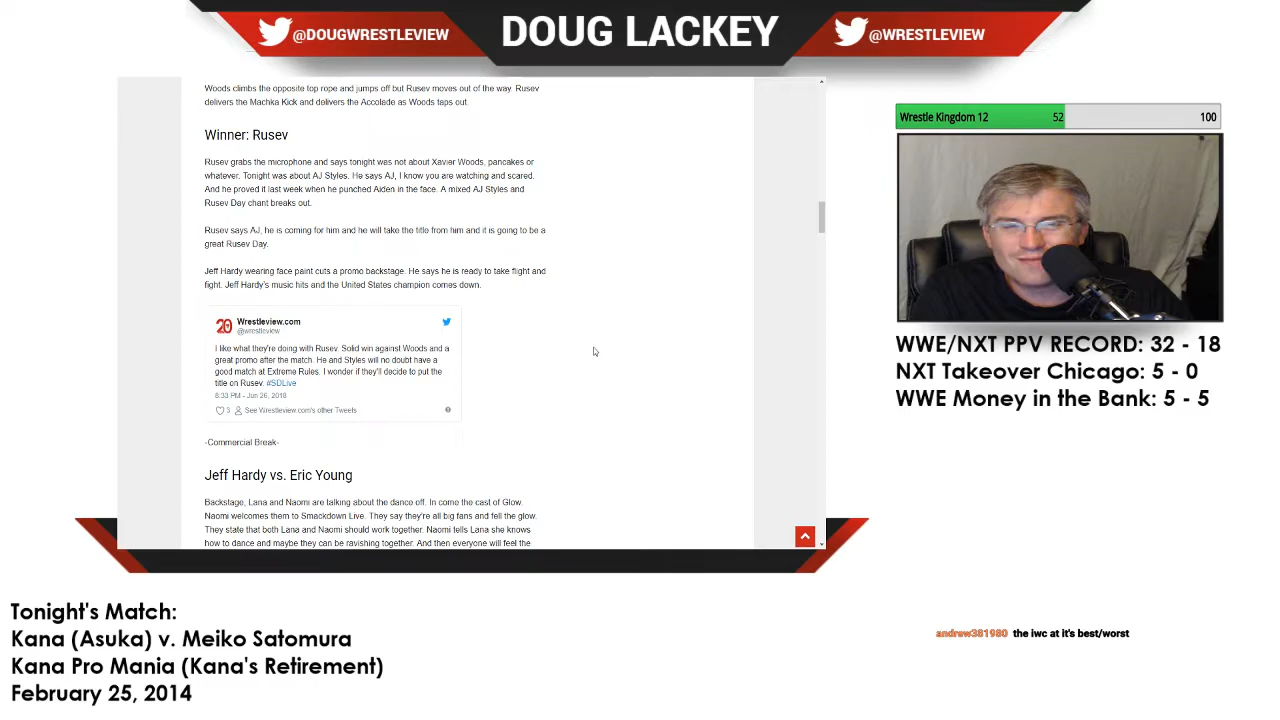 @DOUGWRESTLEVIEW
DOUG LACKEY
@WRESTLEVIEW
Woods climbs the opposite top rope and jumps off but Rusev moves out of the way. Rusev
delivers the Machka Kick and delivers the Accolade as Woods taps out.
Winner: Rusev
Rusev grabs the microphone and says tonight was not about Xavier Woods, pancakes or
whatever. Tonight was about AJ Styles. He says AJ, I know you are watching and scared.
And he proved it last week when he punched Aiden in the face. A mixed AJ Styles and
Rusev Day chant breaks out.
Rusev says AJ, he is coming for him and he will take the title from him and it is going to be a
great Rusev Day.
Jeff Hardy wearing face paint cuts a promo backstage. He says he is ready to take flight and
fight. Jeff Hardy's music hits and the United States champion comes down.
20
Wrestleview.com
@wrestleview
I like what they're doing with Rusev. Solid win against Woods and a
great promo after the match. He and Styles will no doubt have a
good match at Extreme Rules. I wonder if they'll decide to put the
title on Rusev. #SDLive
8:33 PM - Jun 26, 2018
3 See Wrestleview.com's other Tweets
-Commercial Break-
Jeff Hardy vs. Eric Young
Backstage, Lana and Naomi are talking about the dance off. In come the cast of Glow.
Naomi welcomes them to Smackdown Live. They say they're all big fans and fell the glow.
They state that both Lana and Naomi should work together. Naomi tells Lana she knows
how to dance and maybe they can be ravishing together. And then everyone will feel the
Wrestle Kingdom 12 52 100
WWE/NXT PPV RECORD: 32 - 18
NXT Takeover Chicago: 5 - 0
WWE Money in the Bank: 5 - 5
Tonight's Match:
Kana (Asuka) v. Meiko Satomura
Kana Pro Mania (Kana's Retirement)
February 25, 2014
andrew381980 the iwc at it's best/worst